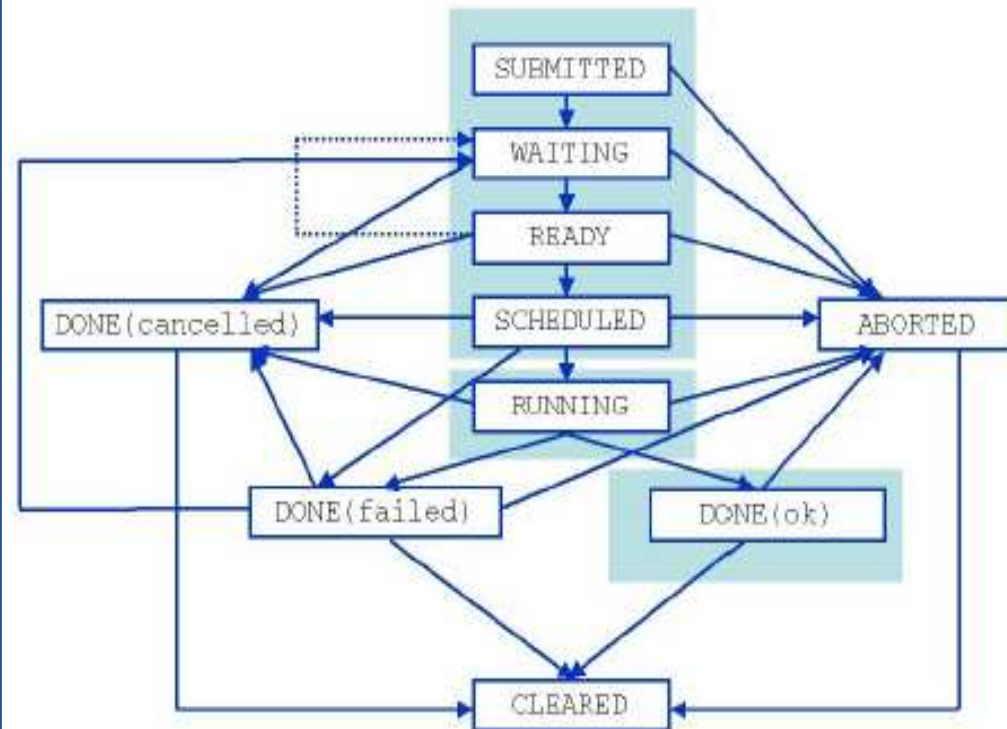 SUBMITTED
WAITING
READY
DONE(cancelled)
SCHEDULED
ABORTED
RUNNING
DONE(failed)
DONE(ok)
CLEARED